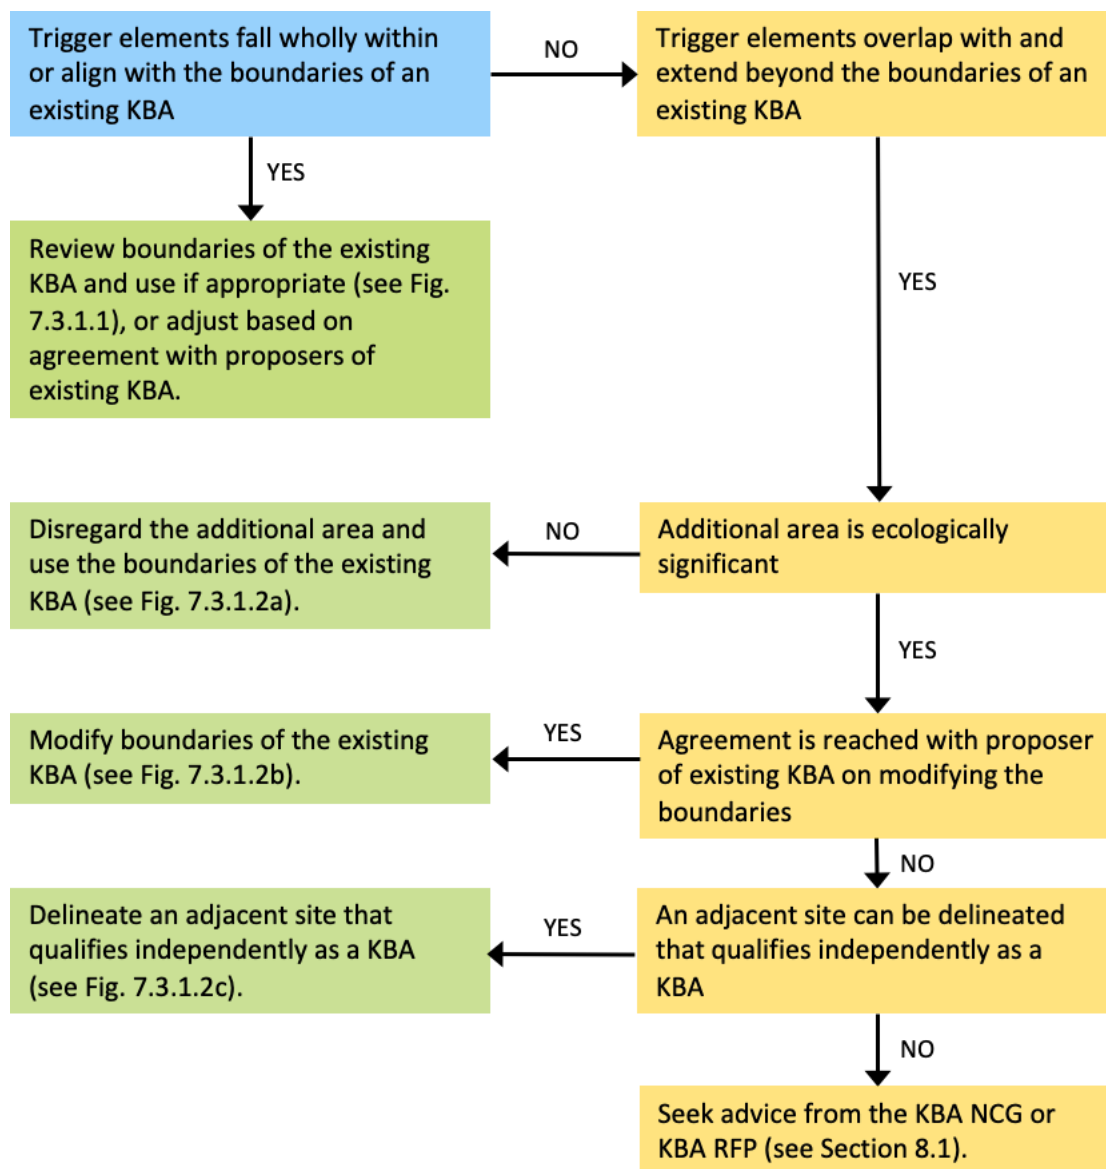 Trigger elements fall wholly within
or align with the boundaries of an
existing KBA
NO
Trigger elements overlap with and
extend beyond the boundaries of an
existing KBA
YES
Review boundaries of the existing
KBA and use if appropriate (see Fig.
7.3.1.1), or adjust based on
agreement with proposers of
existing KBA.
YES
Disregard the additional area and
use the boundaries of the existing
KBA (see Fig. 7.3.1.2a).
NO
Additional area is ecologically
significant
YES
Modify boundaries of the existing
KBA (see Fig. 7.3.1.2b).
YES
Agreement is reached with proposer
of existing KBA on modifying the
boundaries
NO
Delineate an adjacent site that
qualifies independently as a KBA
(see Fig. 7.3.1.2c).
YES
An adjacent site can be delineated
that qualifies independently as a
KBA
NO
Seek advice from the KBA NCG or
KBA RFP (see Section 8.1).